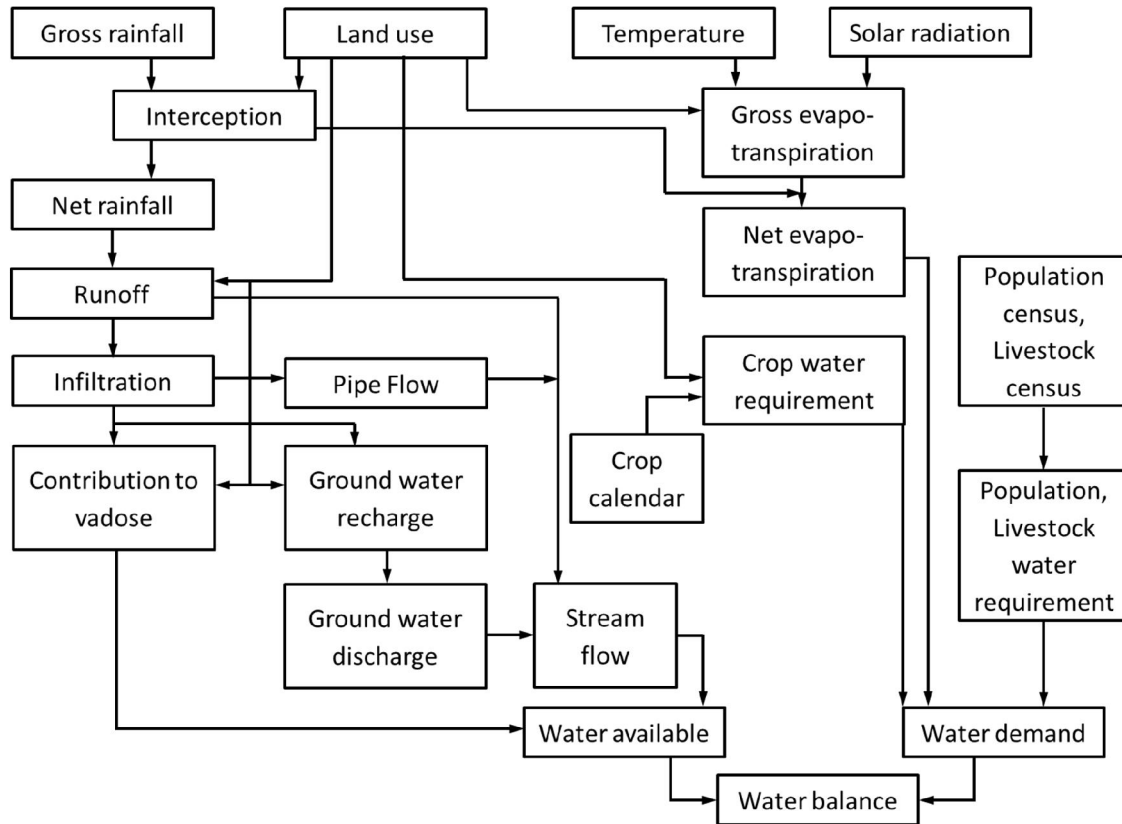 Gross rainfall
Land use
Temperature
Solar radiation
Interception
Gross evapo-
transpiration
Net rainfall
Net evapo-
transpiration
Runoff
Population
census,
Livestock
census
Infiltration
Pipe Flow
Crop water
requirement
Contribution to
vadose
Ground water
recharge
Crop
calendar
Population,
Livestock
water
requirement
Ground water
discharge
Stream
flow
Water available
Water demand
Water balance